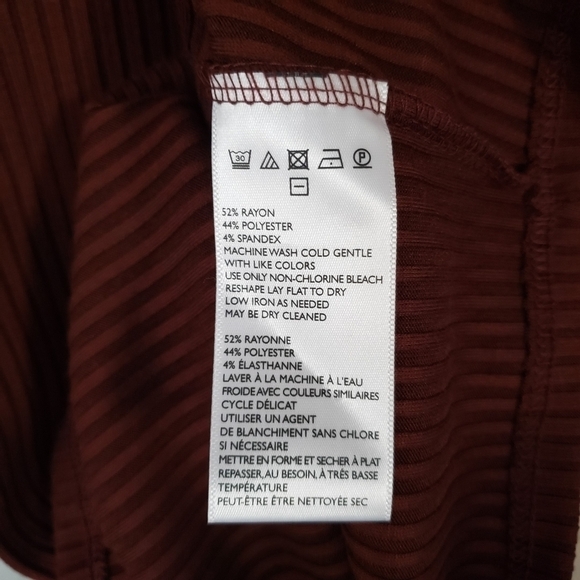 30 P
52% RAYON
44% POLYESTER
4% SPANDEX
MACHINE WASH COLD GENTLE
WITH LIKE COLORS
USE ONLY NON-CHLORINE BLEACH
RESHAPE LAY FLAT TO DRY
LOW IRON AS NEEDED
MAY BE DRY CLEANED
52% RAYONNE
44% POLYESTER
4% ÉLASTHANNE
LAVER À LA MACHINE À L'EAU
FROIDE AVEC COULEURS SIMILAIRES
CYCLE DÉLICAT
UTILISER UN AGENT
DE BLANCHIMENT SANS CHLORE
SI NÉCESSAIRE
METTRE EN FORME ET SÉCHER À PLAT
REPASSER, AU BESOIN, À TRÈS BASSE
TEMPÉRATURE
PEUT-ÊTRE ÊTRE NETTOYÉE SEC